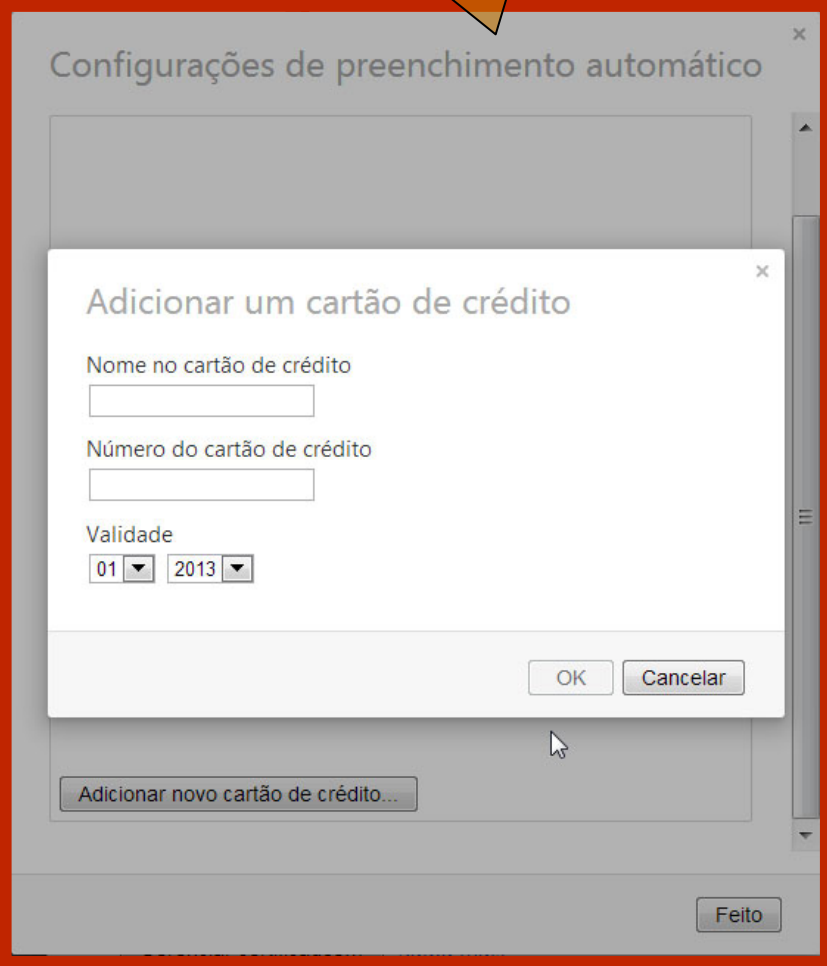 Configurações de preenchimento automático
Adicionar um cartão de crédito
Nome no cartão de crédito
Número do cartão de crédito
Validade
01 2013
OK Cancelar
Adicionar novo cartão de crédito...
Feito